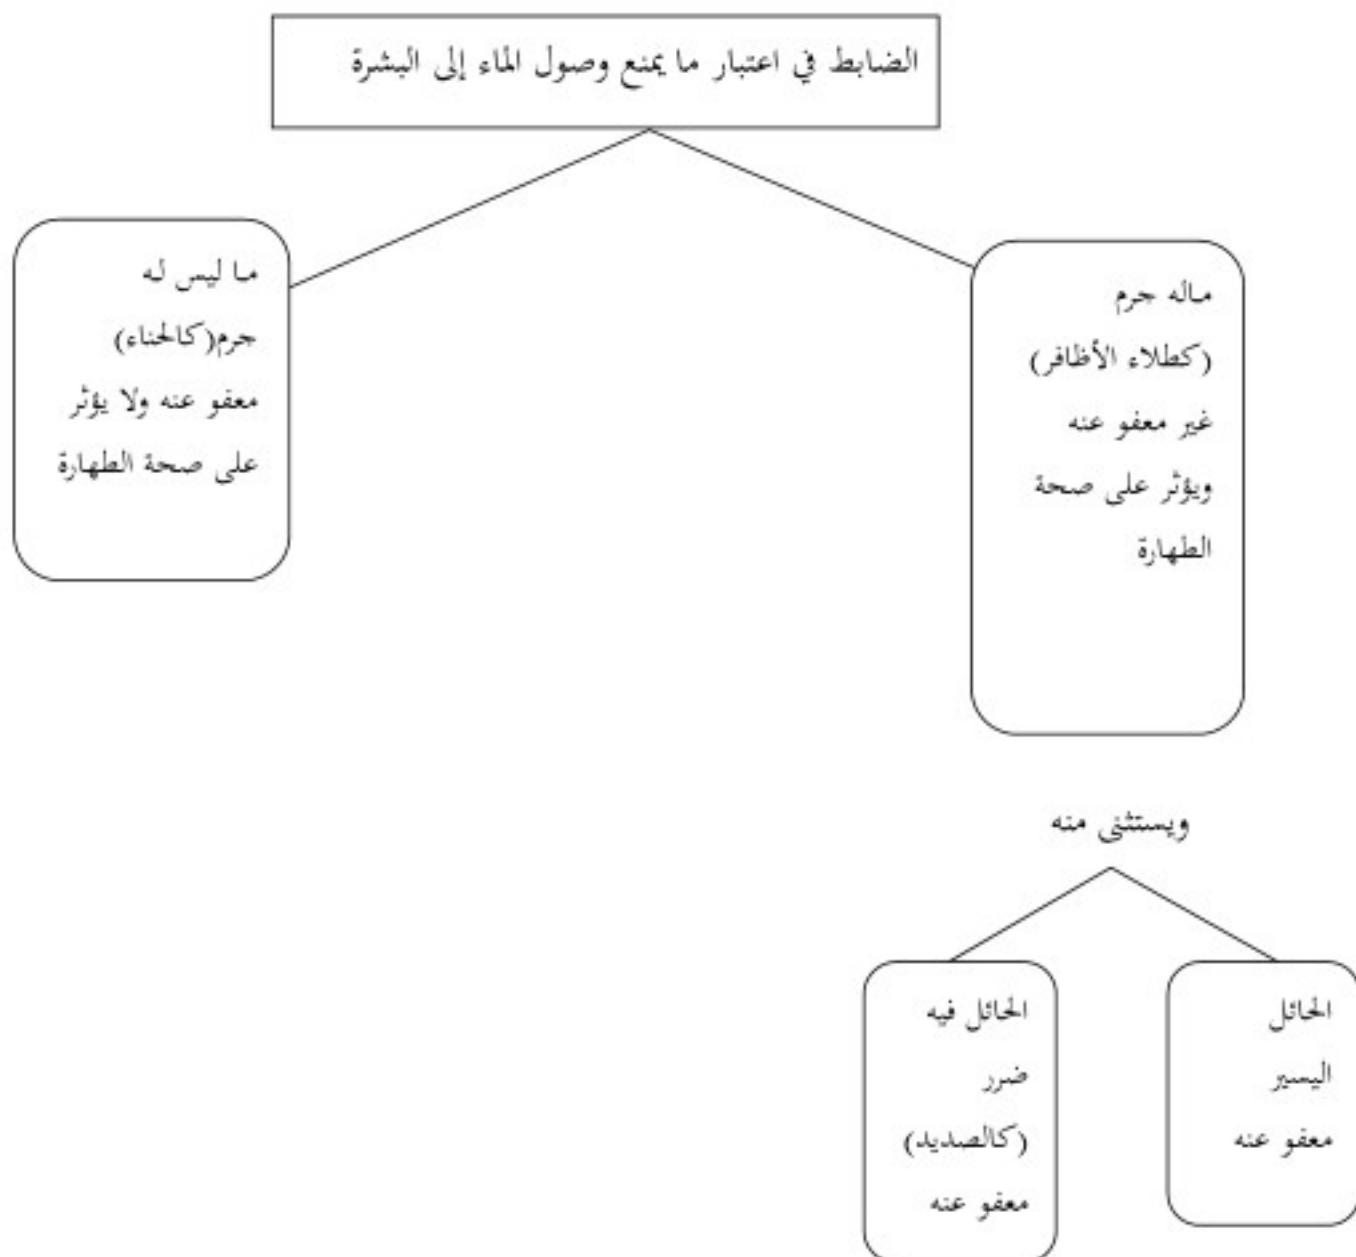 الضابط في اعتبار ما يمنع وصول الماء إلى البشرة
ماله جرم
(كطلاء الأظافر)
غير معفو عنه
ويؤثر على صحة
الطهارة
ما ليس له
جرم(كالحناء)
معفو عنه ولا يؤثر
على صحة الطهارة
ويستثنى منه
الحائل
اليسير
معفو عنه
الحائل فيه
ضرر
(كالصديد)
معفو عنه